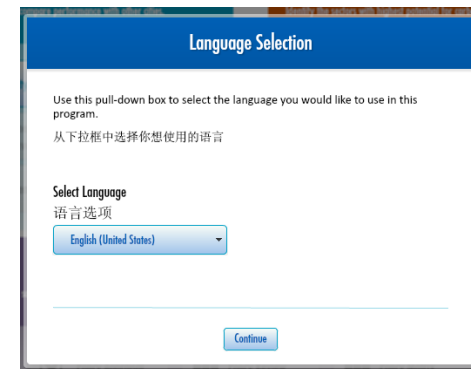 Language Selection
Use this pull-down box to select the language you would like to use in this
program.
从下拉框中选择你想使用的语言
Select Language
语言选项
English (United States)
Continue